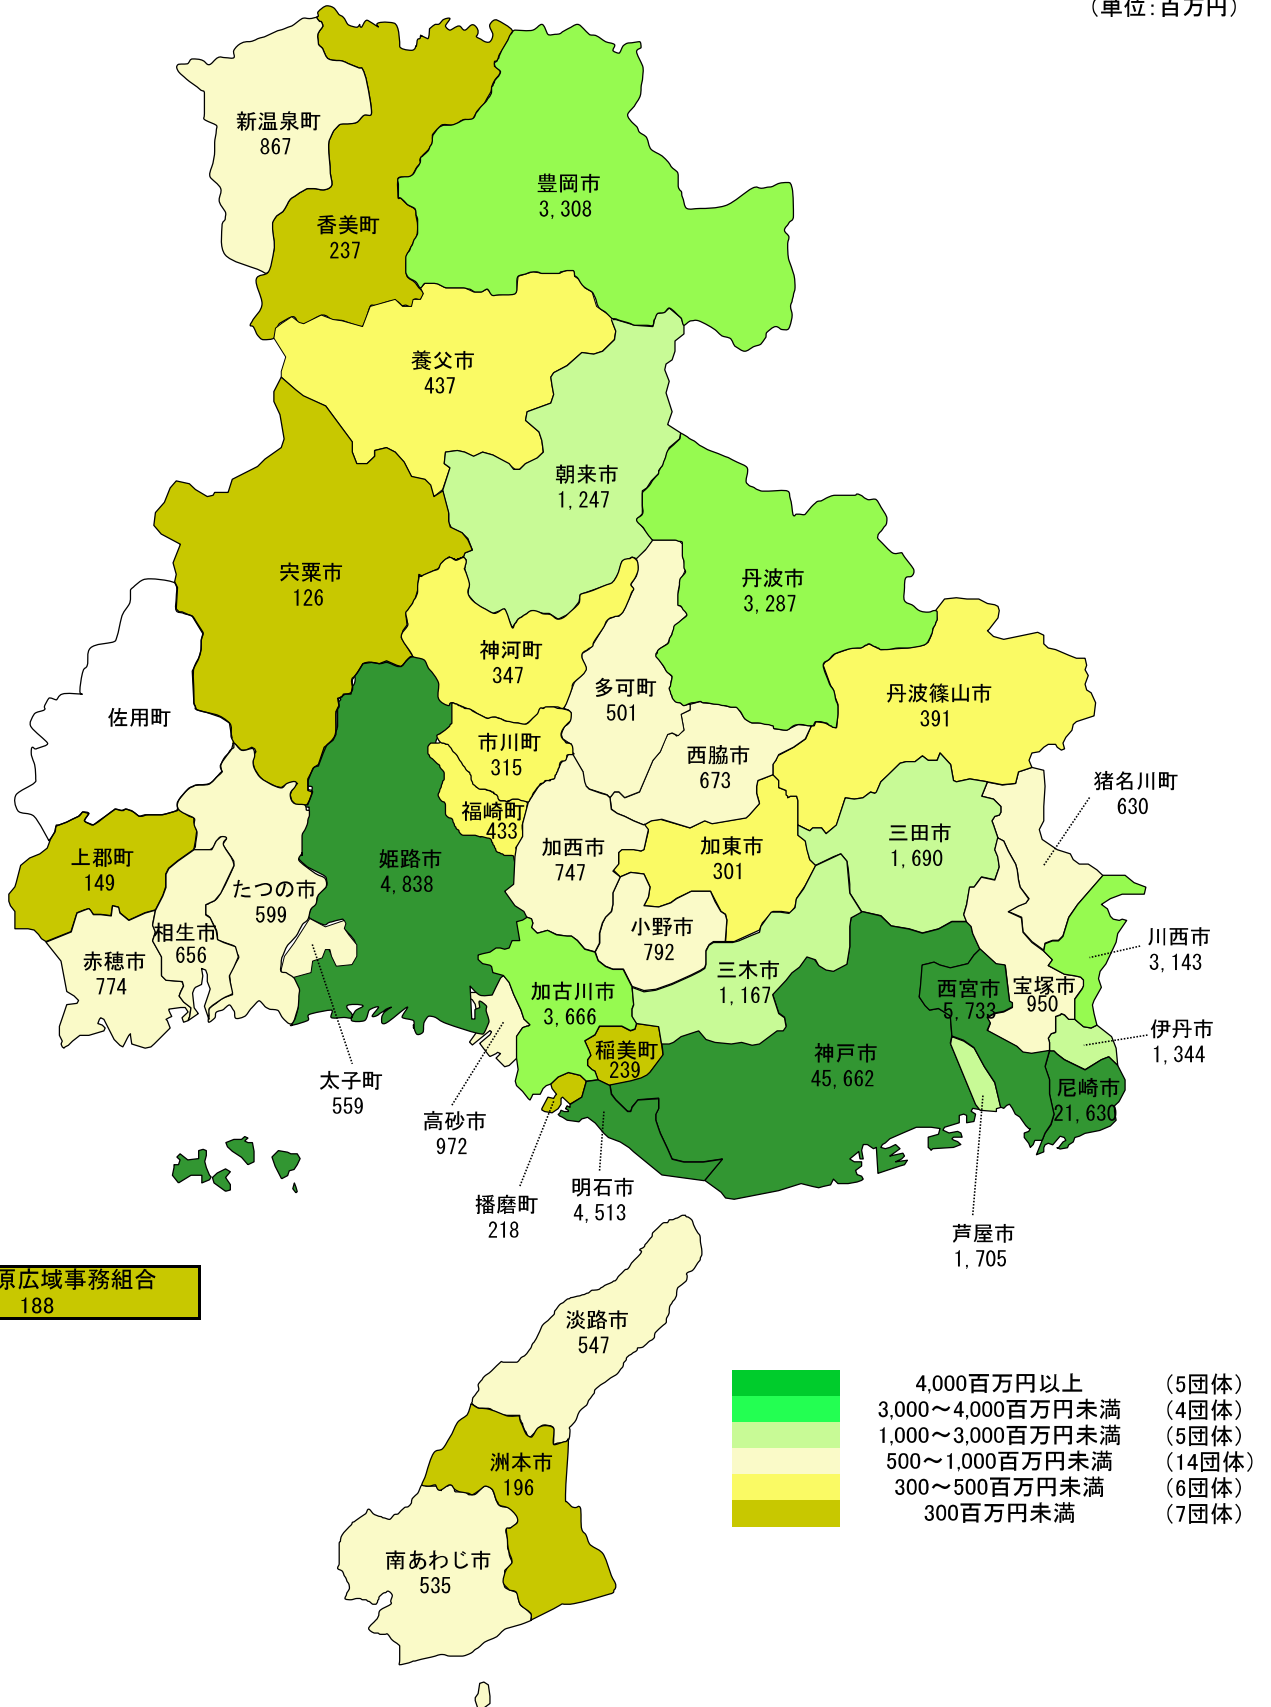 （単位：百万円）
新温泉町
867
香美町
237
豊岡市
3,308
養父市
437
朝来市
1,247
宍粟市
126
丹波市
3,287
神河町
347
多可町
501
丹波篠山市
391
佐用町
市川町
315
西脇市
673
猪名川町
630
福崎町
433
上郡町
149
姫路市
4,838
加西市
747
加東市
301
三田市
1,690
たつの市
599
相生市
656
赤穂市
774
小野市
792
三木市
1,167
川西市
3,143
加古川市
3,666
西宮市
5,733
宝塚市
950
稲美町
239
神戸市
45,662
伊丹市
1,344
尼崎市
21,630
太子町
559
高砂市
972
播磨町
218
明石市
4,513
芦屋市
1,705
原広域事務組合
188
淡路市
547
洲本市
196
南あわじ市
535
4,000百万円以上 （5団体）
3,000～4,000百万円未満 （4団体）
1,000～3,000百万円未満 （5団体）
500～1,000百万円未満 （14団体）
300～500百万円未満 （6団体）
300百万円未満 （7団体）